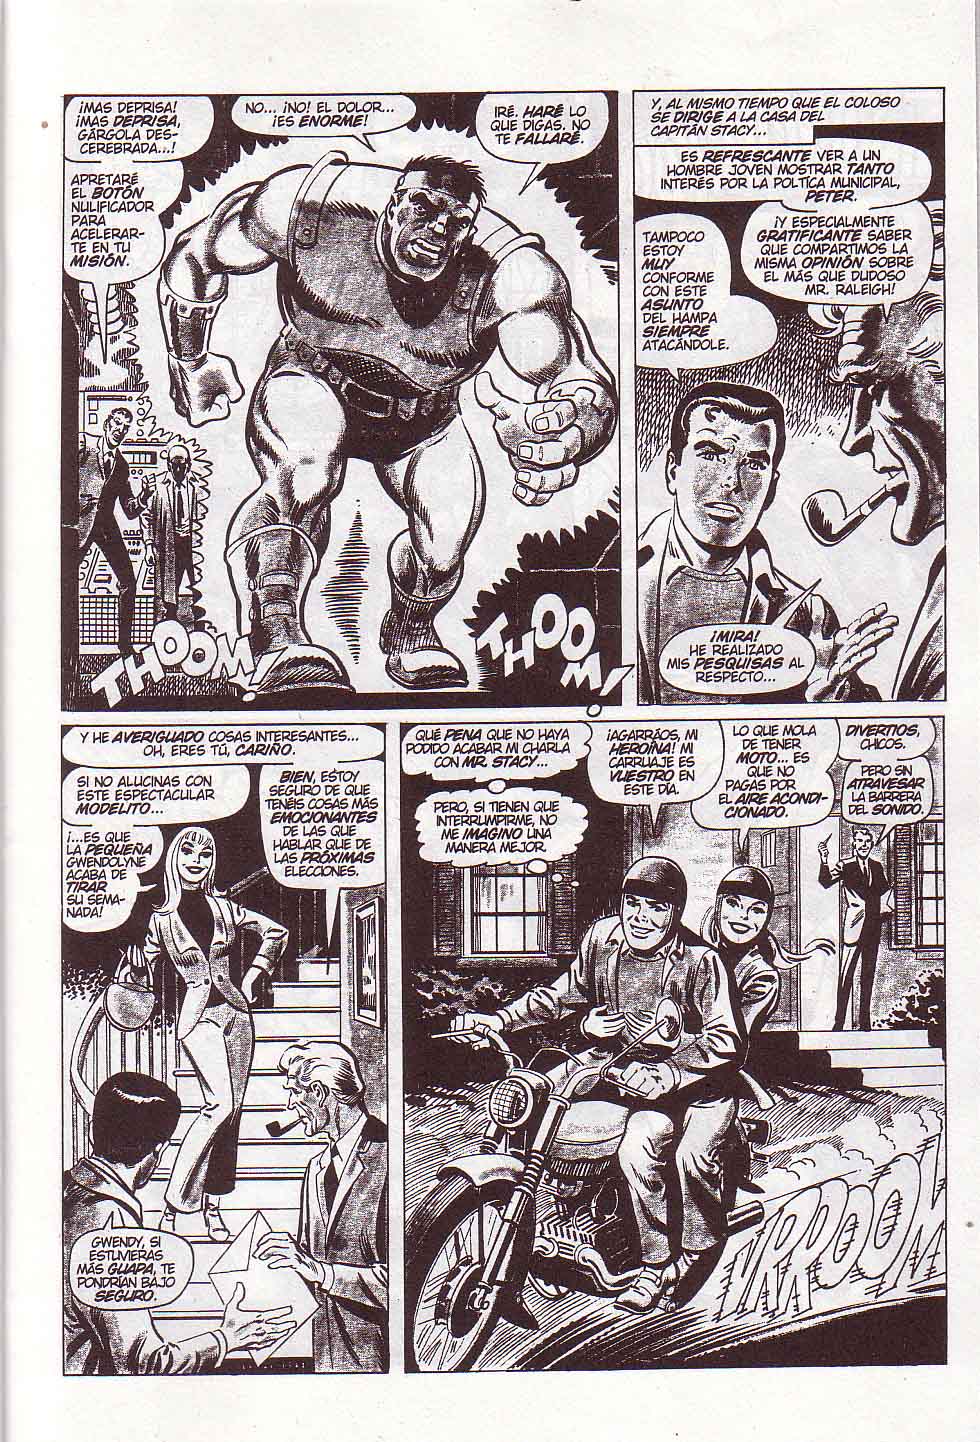 ¡MAS DEPRISA!
¡MAS DEPRISA,
GÁRGOLA DES-
CEREBRADA...!
APRETARÉ
EL BOTÓN
NULIFICADOR
PARA
ACELERAR-
TE EN TU
MISIÓN.
NO... ¡NO! EL DOLOR...
¡ES ENORME!
IRÉ. HARÉ LO
QUE DIGAS. NO
TE FALLARÉ.
THOOM!
THOOM!
Y, AL MISMO TIEMPO QUE EL COLOSO
SE DIRIGE A LA CASA DEL
CAPITÁN STACY...
ES REFRESCANTE VER A UN
HOMBRE JOVEN MOSTRAR TANTO
INTERÉS POR LA POLTÍCA MUNICIPAL,
PETER.
¡Y ESPECIALMENTE
GRATIFICANTE SABER
QUE COMPARTIMOS LA
MISMA OPINIÓN SOBRE
EL MÁS QUE DUDOSO
MR. RALEIGH!
TAMPOCO
ESTOY
MUY
CONFORME
CON ESTE
ASUNTO
DEL HAMPA
SIEMPRE
ATACÁNDOLE.
¡MIRA!
HE REALIZADO
MIS PESQUISAS AL
RESPECTO...
Y HE AVERIGUADO COSAS INTERESANTES...
OH, ERES TÚ, CARIÑO.
SI NO ALUCINAS CON
ESTE ESPECTACULAR
MODELITO...
¡...ES QUE
LA PEQUEÑA
GWENDOLYNE
ACABA DE
TIRAR
SU SEMA-
NADA!
BIEN, ESTOY
SEGURO DE QUE
TENÉIS COSAS MÁS
EMOCIONANTES
DE LAS QUE
HABLAR QUE DE
LAS PRÓXIMAS
ELECCIONES.
GWENDY, SI
ESTUVIERAS
MÁS GUAPA, TE
PONDRÍAN BAJO
SEGURO.
QUÉ PENA QUE NO HAYA
PODIDO ACABAR MI CHARLA
CON MR. STACY...
PERO, SI TIENEN QUE
INTERRUMPIRME, NO
ME IMAGINO UNA
MANERA MEJOR.
¡AGARRÁOS, MI
HEROÍNA! MI
CARRUAJE ES
VUESTRO EN
ESTE DÍA.
LO QUE MOLA
DE TENER
MOTO... ES
QUE NO
PAGAS POR
EL AIRE ACONDI-
CIONADO.
DIVERTIOS,
CHICOS.
PERO SIN
ATRAVESAR
LA BARRERA
DEL SONIDO.
VRROOOM